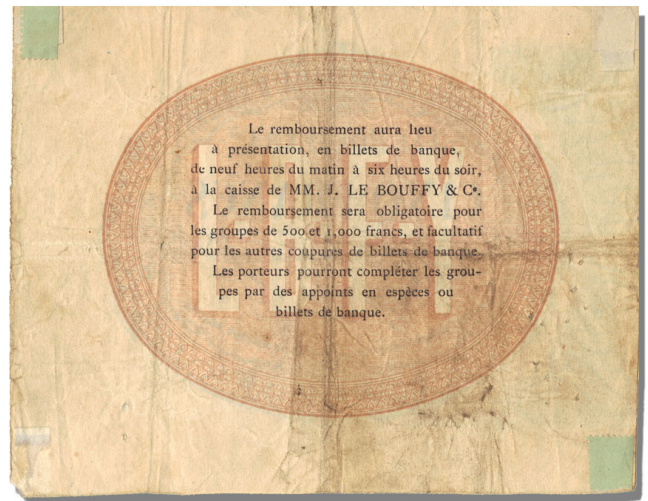 Le remboursement aura lieu
à présentation, en billets de banque,
de neuf heures du matin à six heures du soir,
à la caisse de MM. J. LE BOUFFY & Cᵉ.
Le remboursement sera obligatoire pour
les groupes de 500 et 1,000 francs, et facultatif
pour les autres coupures de billets de banque.
Les porteurs pourront compléter les grou-
pes par des appoints en espèces ou
billets de banque.